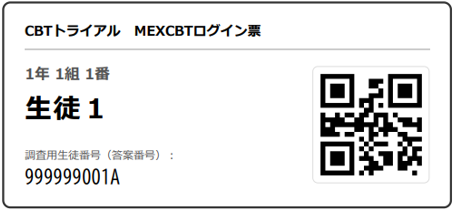 CBTトライアル　MEXCBTログイン票
1年 1組 1番
生徒１
調査用生徒番号（答案番号）：
999999001A